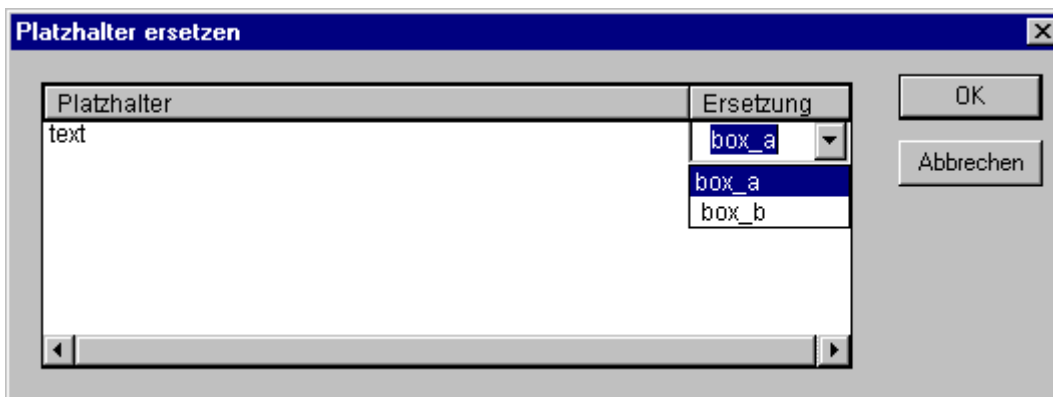 Platzhalter ersetzen
Platzhalter Ersetzung
text box_a
box_a
box_b
OK
Abbrechen